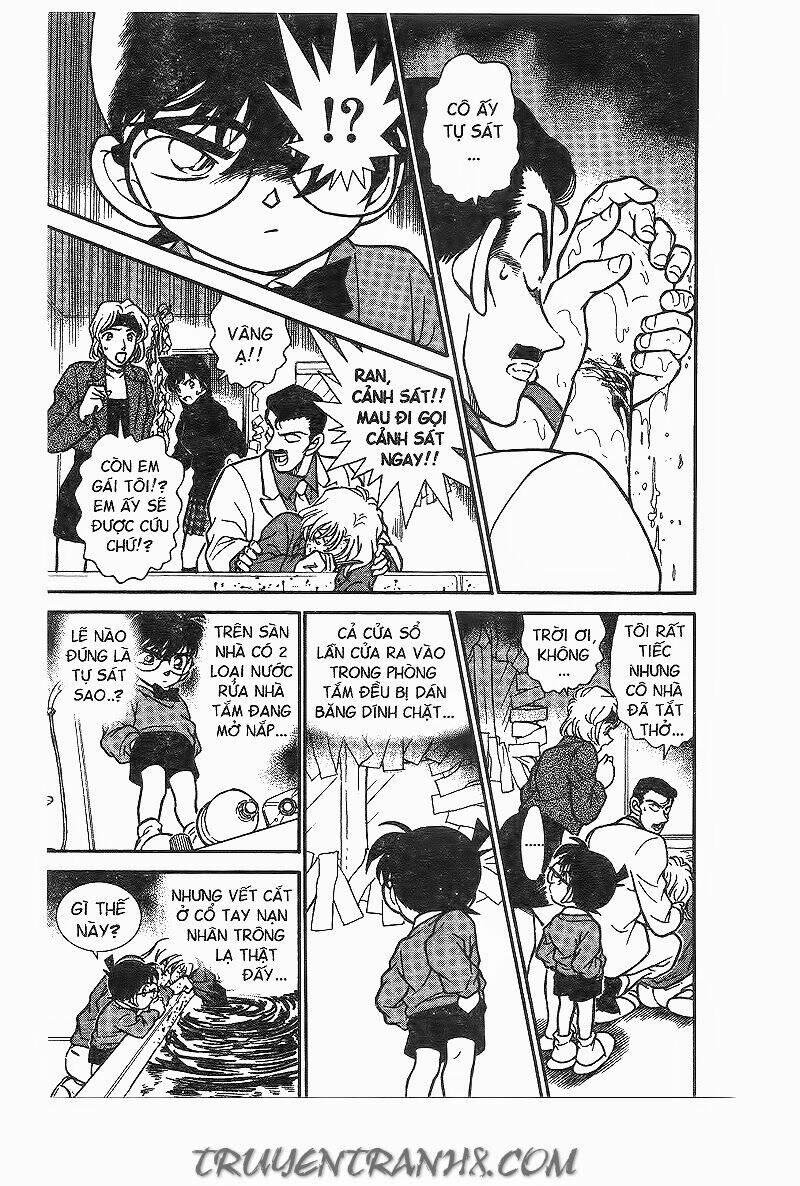 CÔ ẤY
TỰ SÁT
...
!?
RAN,
CẢNH SÁT!!
MAU ĐI GỌI
CẢNH SÁT
NGAY!!
VÂNG
Ạ!!
CÒN EM
GÁI TÔI!?
EM ẤY SẼ
ĐƯỢC CỨU
CHỨ!?
TÔI RẤT
TIẾC
NHƯNG
CÔ NHÀ
ĐÃ TẮT
THỞ...
TRỜI ƠI,
KHÔNG
...
......
CẢ CỬA SỔ
LẪN CỬA RA VÀO
TRONG PHÒNG
TẮM ĐỀU BỊ DÁN
BĂNG DÍNH CHẶT...
TRÊN SÀN
NHÀ CÓ 2
LOẠI NƯỚC
RỬA NHÀ
TẮM ĐANG
MỞ NẮP...
LẼ NÀO
ĐÚNG LÀ
TỰ SÁT
SAO..?
NHƯNG VẾT CẮT
Ở CỔ TAY NẠN
NHÂN TRÔNG
LẠ THẬT
ĐẤY...
GÌ THẾ
NÀY?
TRUYENTRANH8.COM